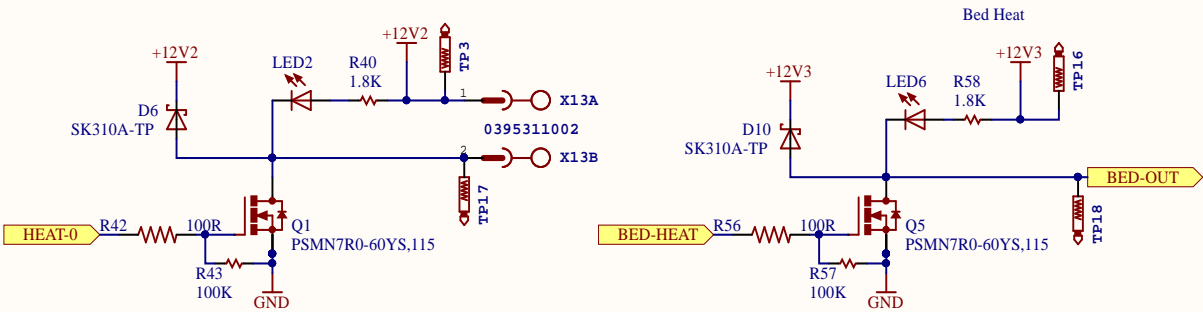 Bed Heat
+12V2
LED2
R40
1.8K
+12V2
TP3
D6
SK310A-TP
1
X13A
0395311002
2
X13B
TP17
HEAT-0
R42
100R
Q1
PSMN7R0-60YS,115
R43
100K
GND
+12V3
LED6
R58
1.8K
+12V3
TP16
D10
SK310A-TP
BED-OUT
TP18
BED-HEAT
R56
100R
Q5
PSMN7R0-60YS,115
R57
100K
GND